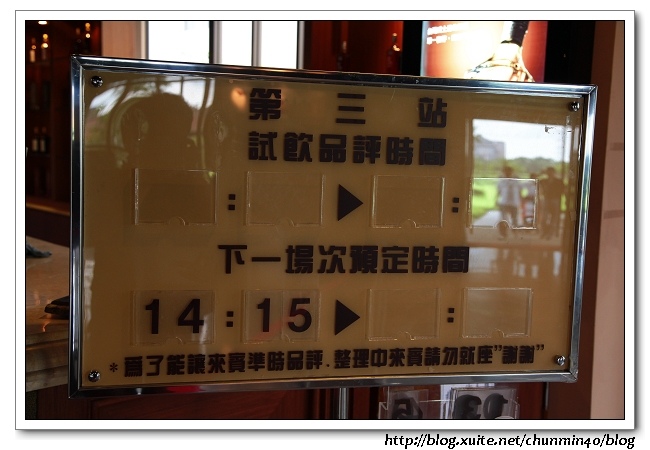 第三站
試飲品評時間
: ▶ :
下一場次預定時間
14:15 ▶ :
*為了能讓來賓準時品評.整理中來賓請勿就座"謝謝"
http://blog.xuite.net/chunmin40/blog